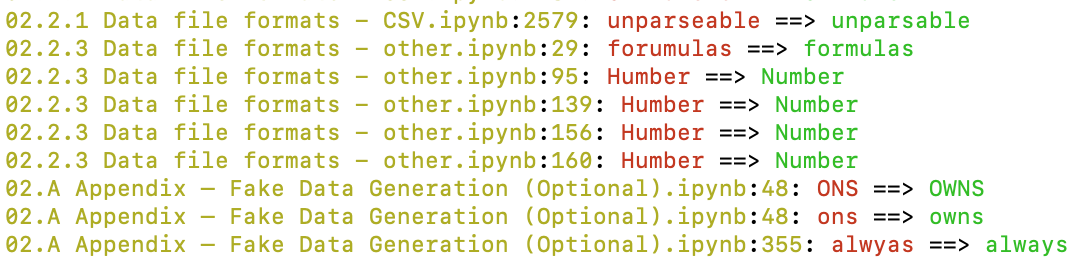 02.2.1 Data file formats – CSV.ipynb:2579: unparseable ==> unparsable
02.2.3 Data file formats – other.ipynb:29: forumulas ==> formulas
02.2.3 Data file formats – other.ipynb:95: Humber ==> Number
02.2.3 Data file formats – other.ipynb:139: Humber ==> Number
02.2.3 Data file formats – other.ipynb:156: Humber ==> Number
02.2.3 Data file formats – other.ipynb:160: Humber ==> Number
02.A Appendix – Fake Data Generation (Optional).ipynb:48: ONS ==> OWNS
02.A Appendix – Fake Data Generation (Optional).ipynb:48: ons ==> owns
02.A Appendix – Fake Data Generation (Optional).ipynb:355: alwyas ==> always